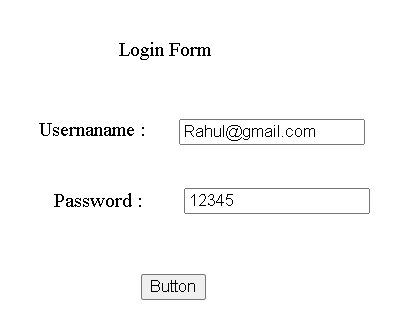 Login Form
Usernaname : Rahul@gmail.com
Password : 12345
Button